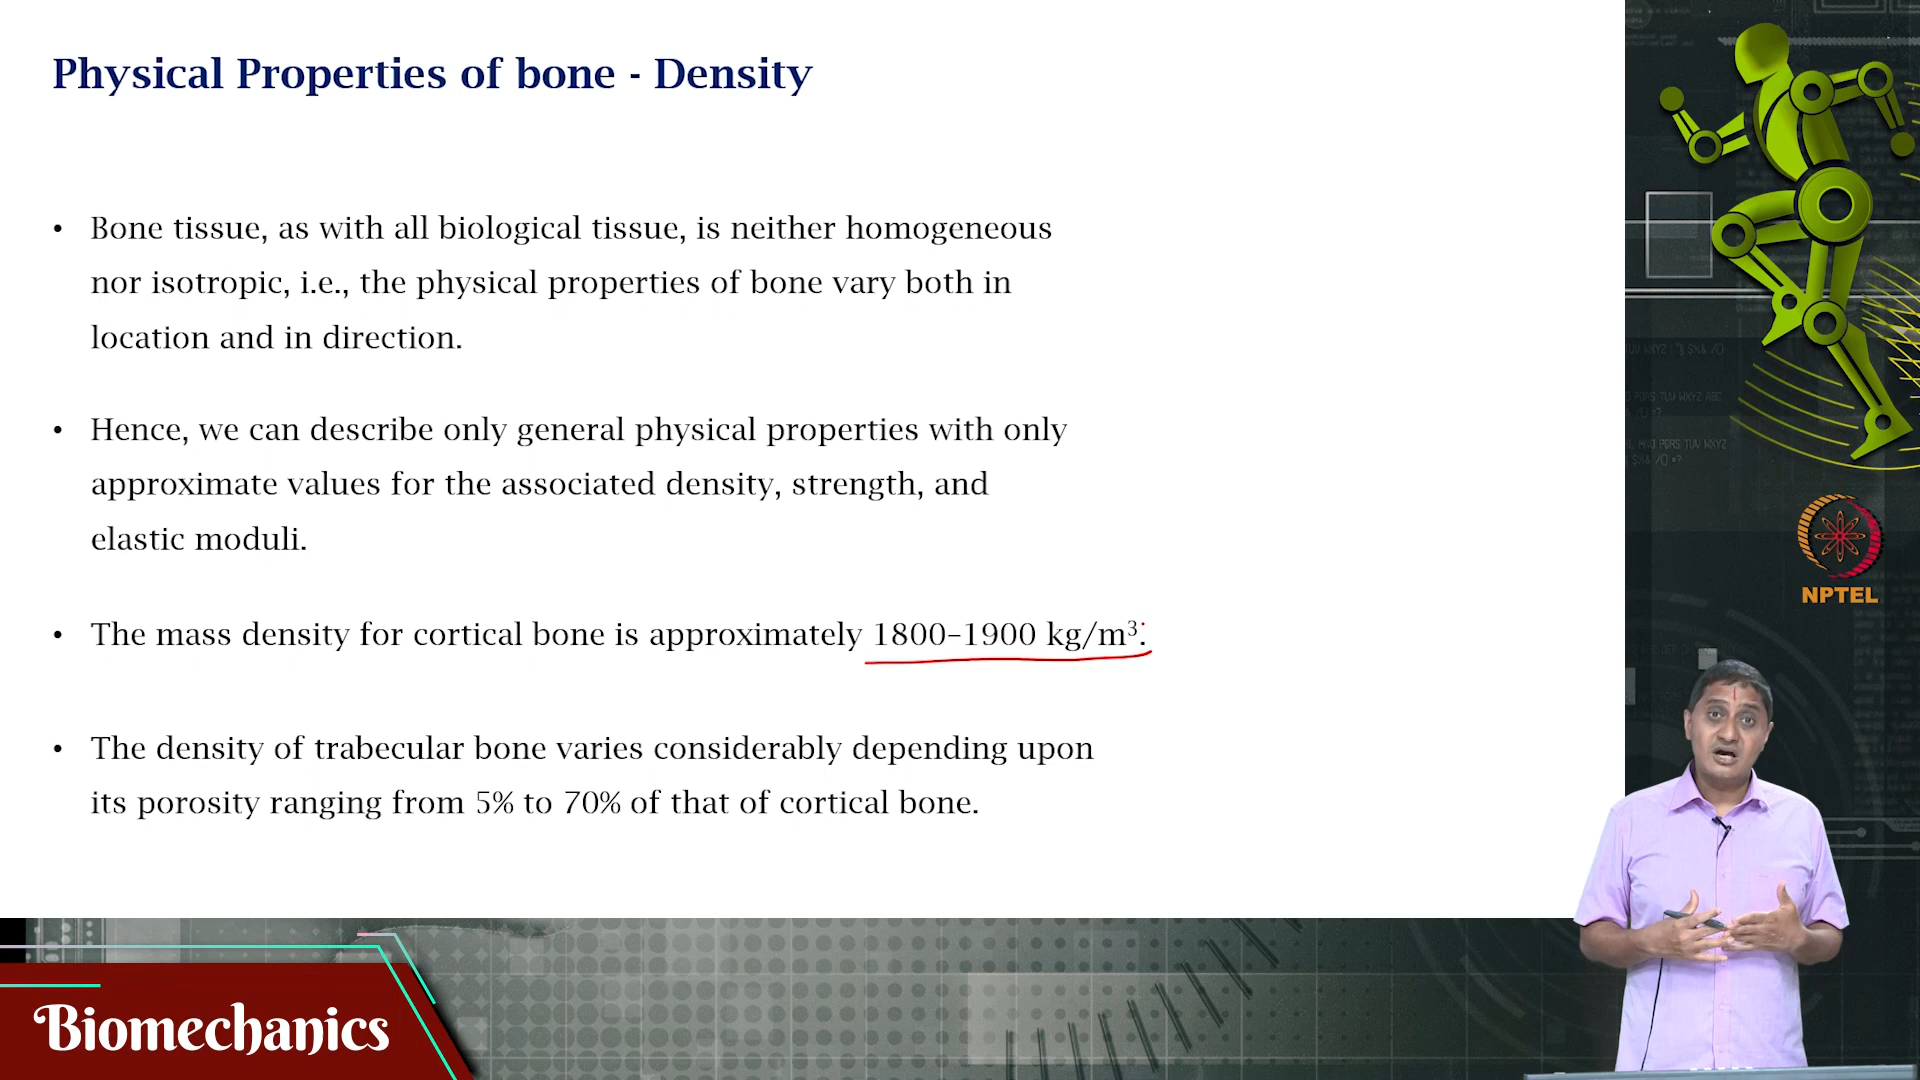 Physical Properties of bone - Density
• Bone tissue, as with all biological tissue, is neither homogeneous
nor isotropic, i.e., the physical properties of bone vary both in
location and in direction.
• Hence, we can describe only general physical properties with only
approximate values for the associated density, strength, and
elastic moduli.
• The mass density for cortical bone is approximately 1800–1900 kg/m³.
• The density of trabecular bone varies considerably depending upon
its porosity ranging from 5% to 70% of that of cortical bone.
NPTEL
Biomechanics